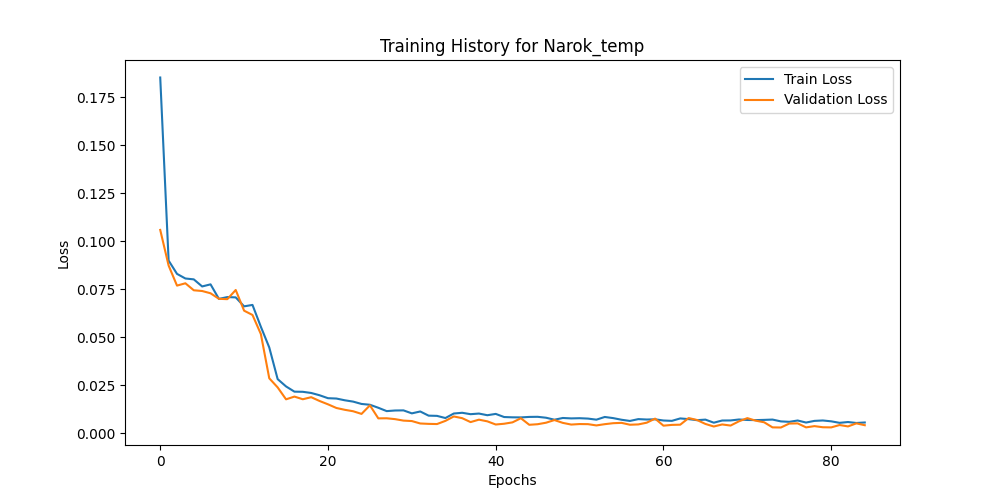 Training History for Narok_temp
Train Loss
Validation Loss
0.175
0.150
0.125
0.100
0.075
0.050
0.025
0.000
Loss
0 20 40 60 80
Epochs